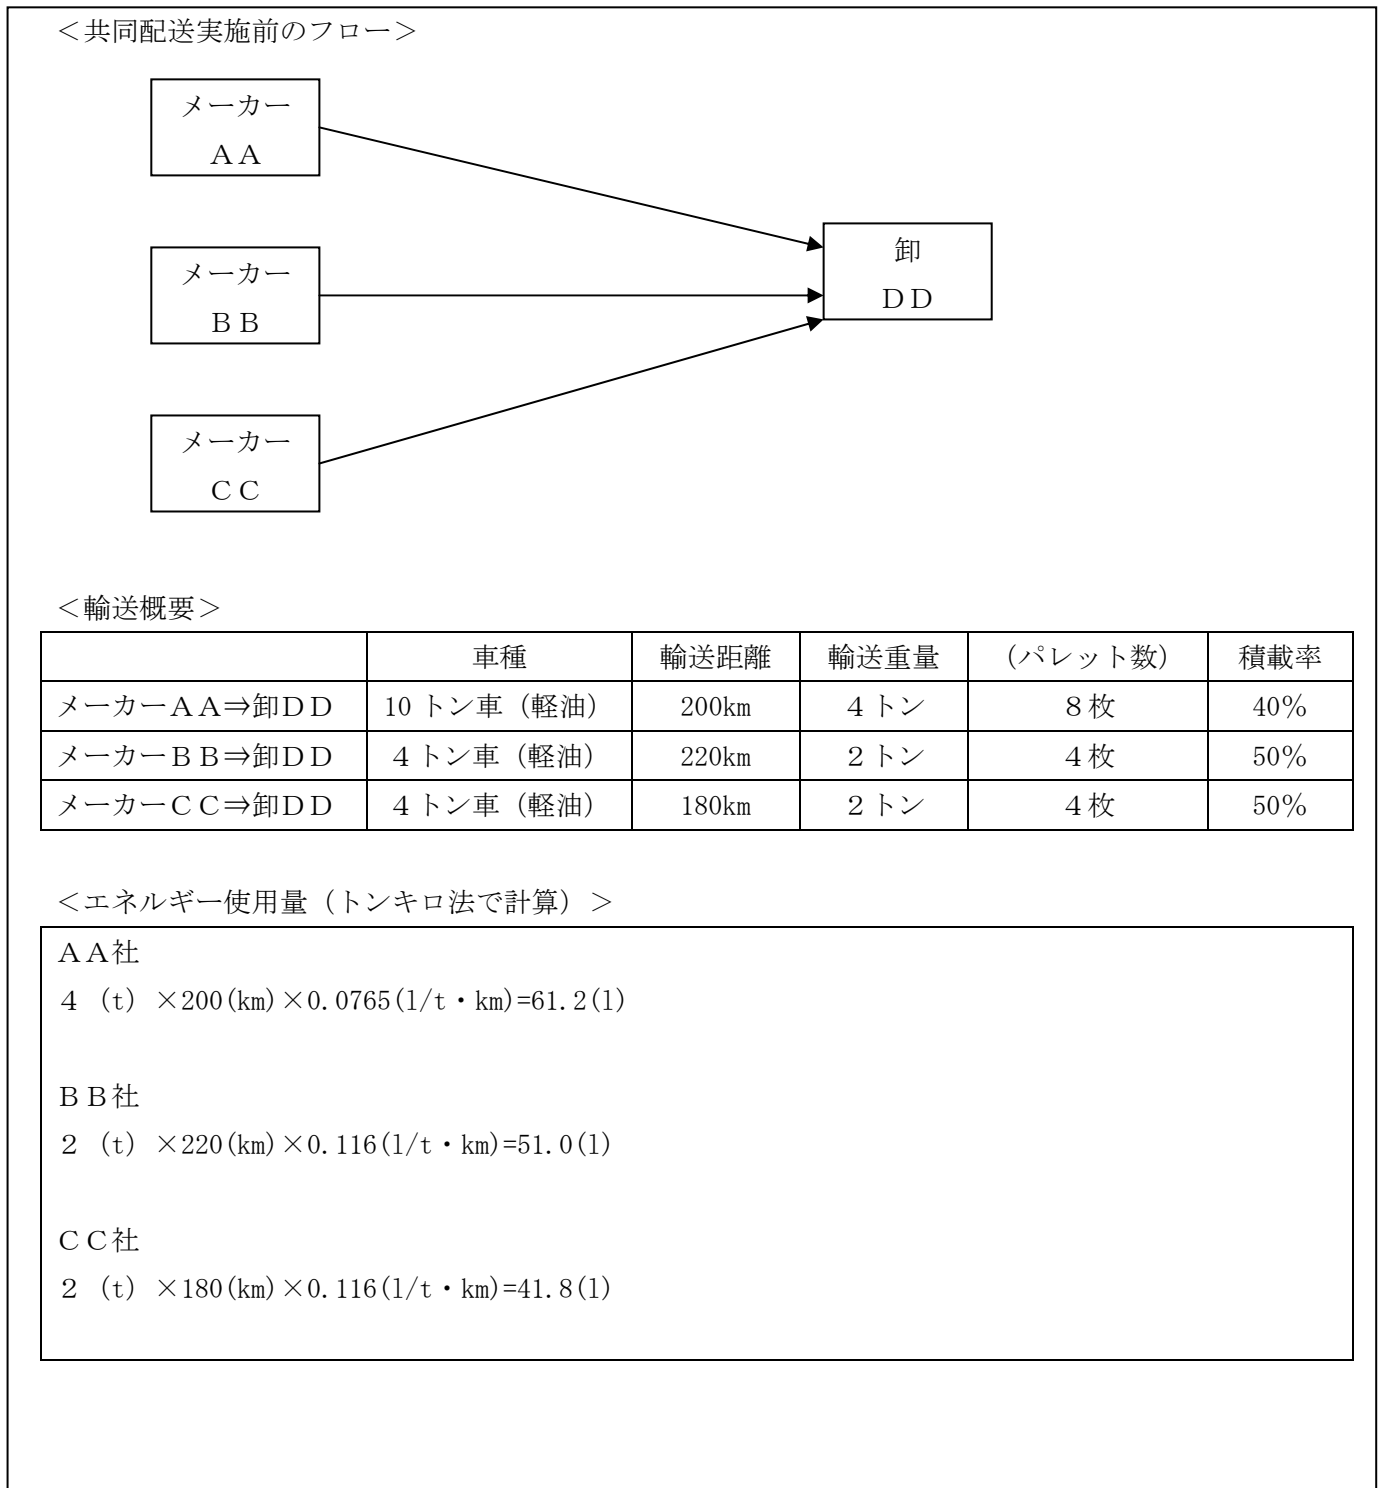 ＜共同配送実施前のフロー＞
メーカー
ＡＡ
メーカー
ＢＢ
メーカー
ＣＣ
卸
ＤＤ
＜輸送概要＞
車種 輸送距離 輸送重量 （パレット数） 積載率
メーカーＡＡ⇒卸ＤＤ 10 トン車（軽油） 200km ４トン ８枚 40％
メーカーＢＢ⇒卸ＤＤ ４トン車（軽油） 220km ２トン ４枚 50％
メーカーＣＣ⇒卸ＤＤ ４トン車（軽油） 180km ２トン ４枚 50％
＜エネルギー使用量（トンキロ法で計算）＞
ＡＡ社
４（t）×200(km)×0.0765(l/t・km)=61.2(l)
ＢＢ社
２（t）×220(km)×0.116(l/t・km)=51.0(l)
ＣＣ社
２（t）×180(km)×0.116(l/t・km)=41.8(l)